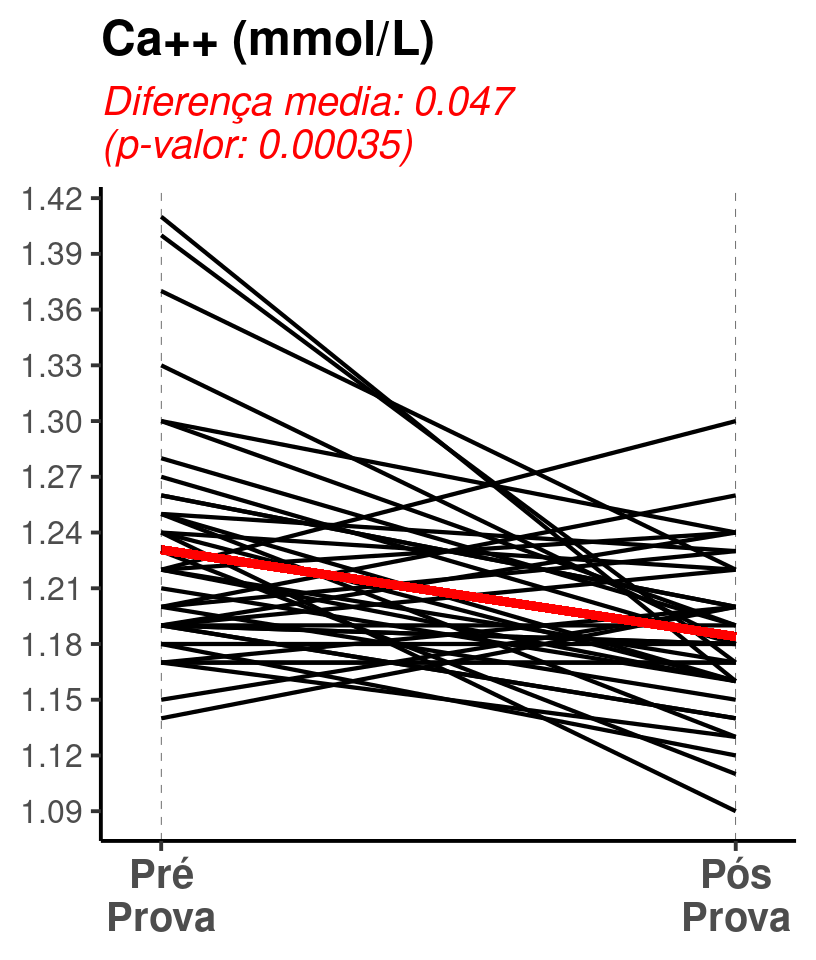 Ca++ (mmol/L)
Diferença media: 0.047
(p-valor: 0.00035)
1.42
1.39
1.36
1.33
1.30
1.27
1.24
1.21
1.18
1.15
1.12
1.09
Pré
Prova
Pós
Prova